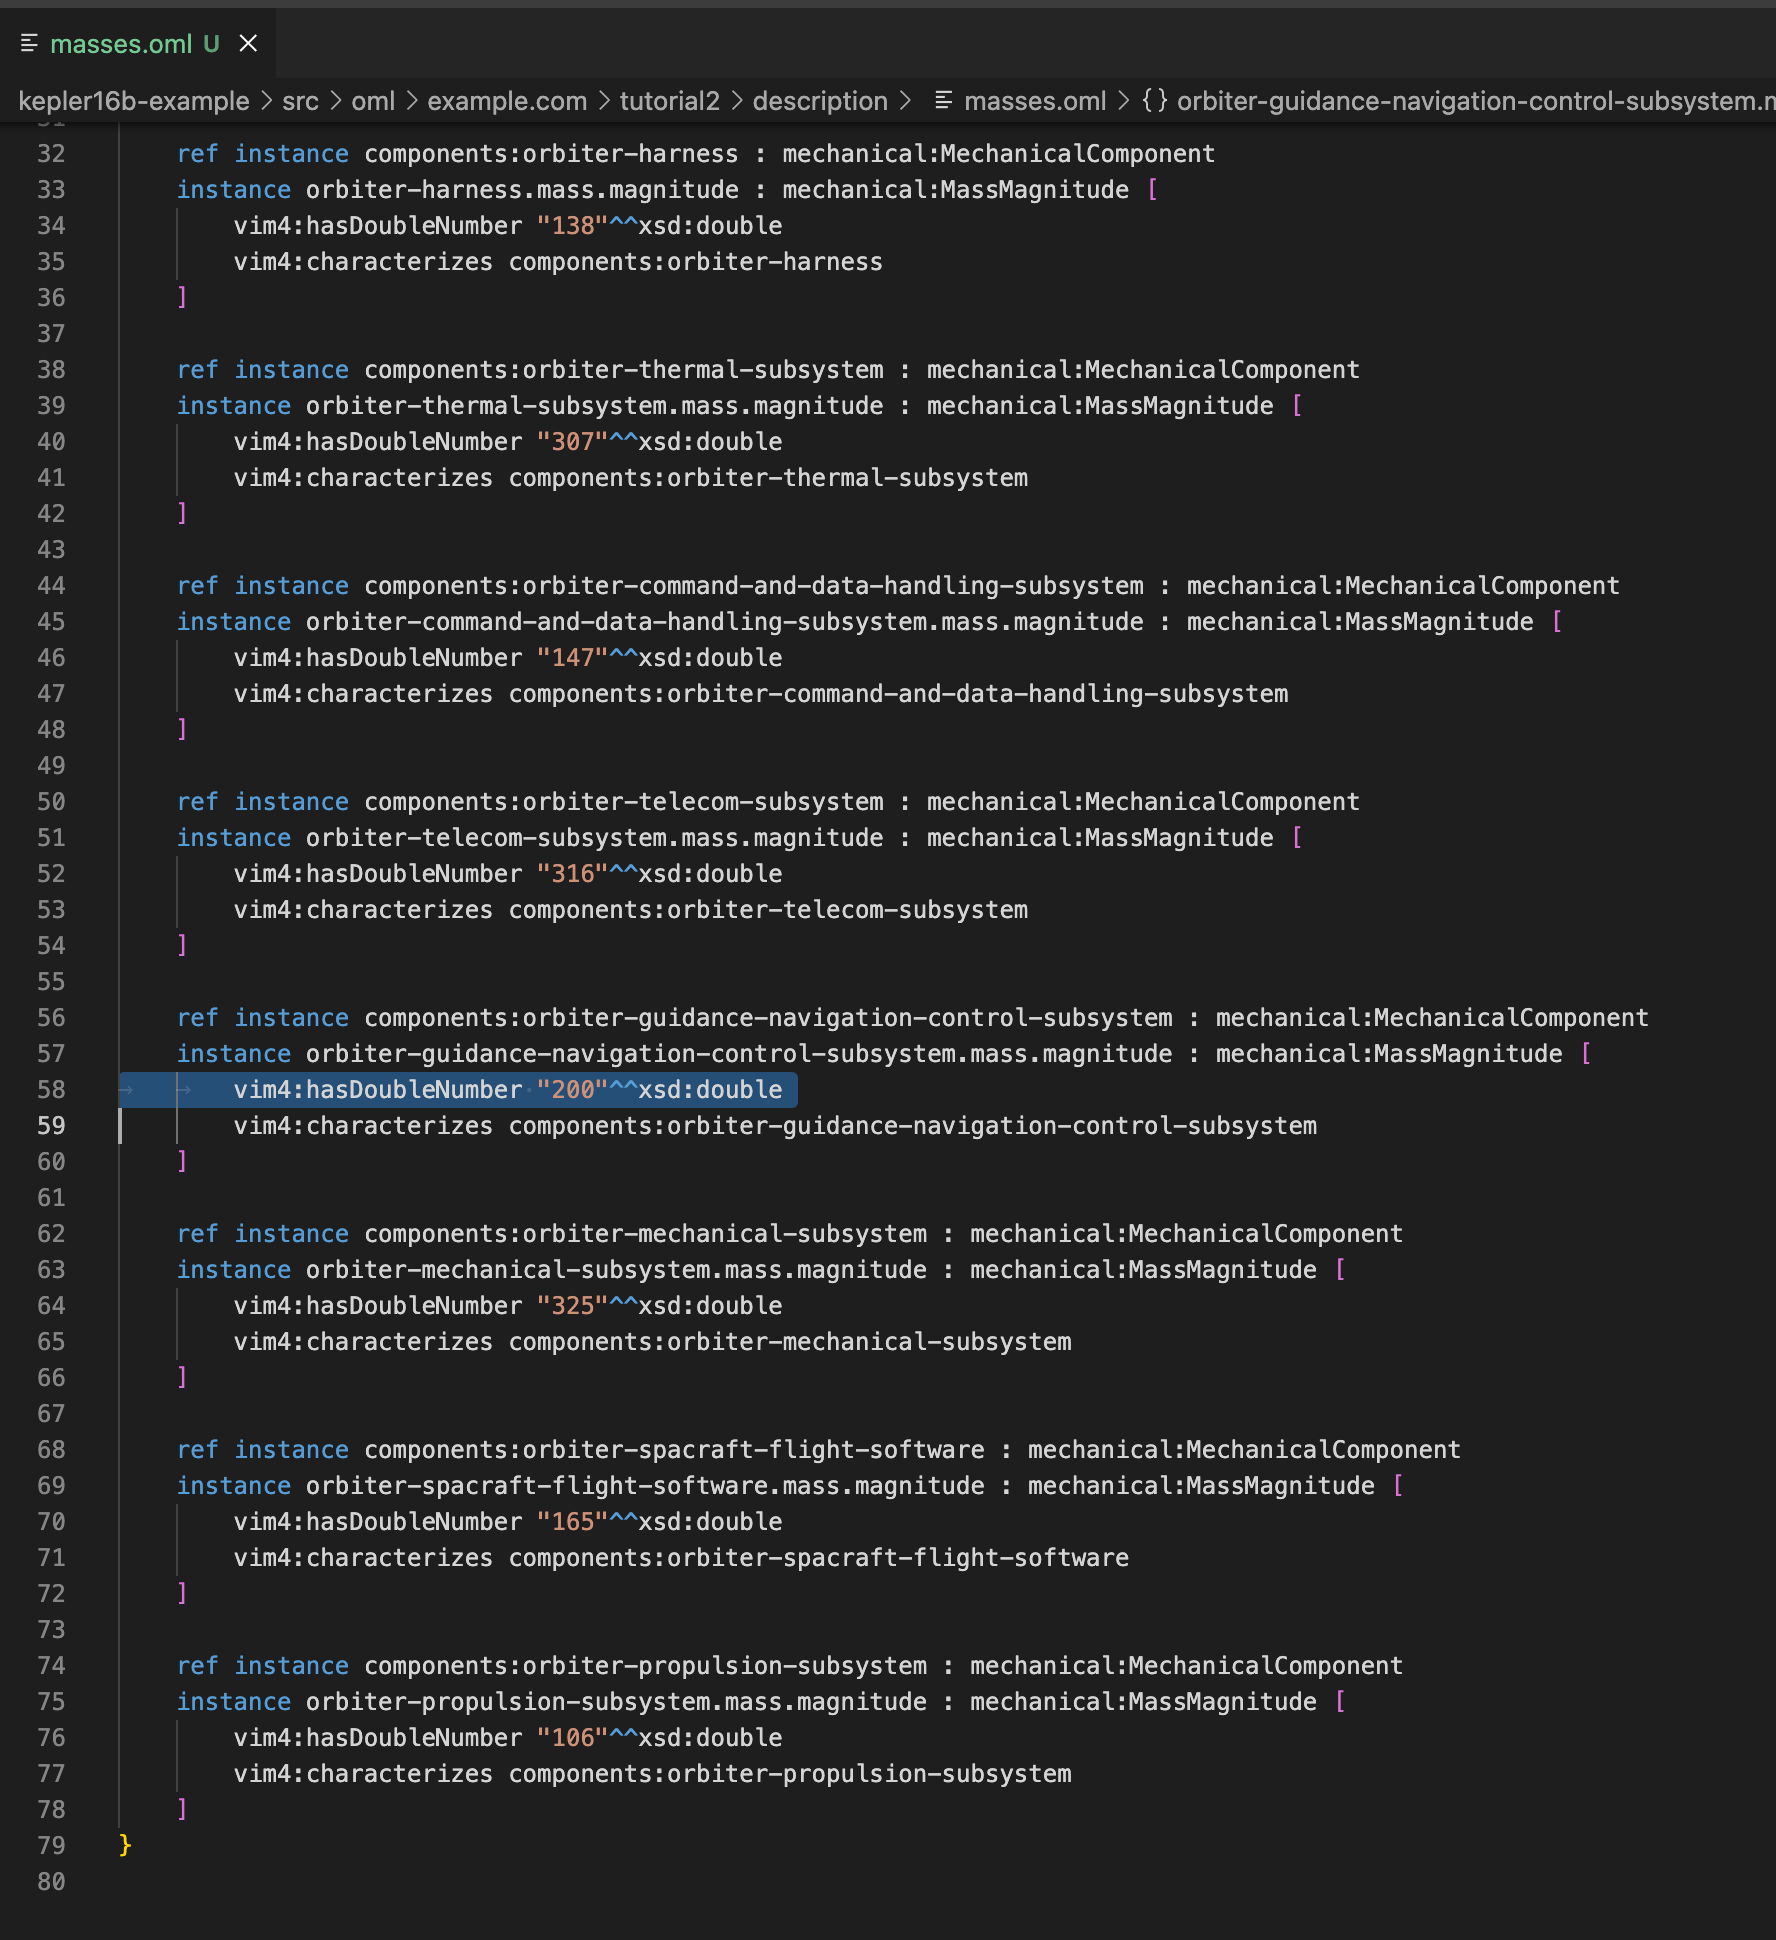 masses.oml U
kepler16b-example > src > oml > example.com > tutorial2 > description > masses.oml > {} orbiter-guidance-navigation-control-subsystem.m
31
32 ref instance components:orbiter-harness : mechanical:MechanicalComponent
33 instance orbiter-harness.mass.magnitude : mechanical:MassMagnitude [
34 vim4:hasDoubleNumber "138"^^xsd:double
35 vim4:characterizes components:orbiter-harness
36 ]
37
38 ref instance components:orbiter-thermal-subsystem : mechanical:MechanicalComponent
39 instance orbiter-thermal-subsystem.mass.magnitude : mechanical:MassMagnitude [
40 vim4:hasDoubleNumber "307"^^xsd:double
41 vim4:characterizes components:orbiter-thermal-subsystem
42 ]
43
44 ref instance components:orbiter-command-and-data-handling-subsystem : mechanical:MechanicalComponent
45 instance orbiter-command-and-data-handling-subsystem.mass.magnitude : mechanical:MassMagnitude [
46 vim4:hasDoubleNumber "147"^^xsd:double
47 vim4:characterizes components:orbiter-command-and-data-handling-subsystem
48 ]
49
50 ref instance components:orbiter-telecom-subsystem : mechanical:MechanicalComponent
51 instance orbiter-telecom-subsystem.mass.magnitude : mechanical:MassMagnitude [
52 vim4:hasDoubleNumber "316"^^xsd:double
53 vim4:characterizes components:orbiter-telecom-subsystem
54 ]
55
56 ref instance components:orbiter-guidance-navigation-control-subsystem : mechanical:MechanicalComponent
57 instance orbiter-guidance-navigation-control-subsystem.mass.magnitude : mechanical:MassMagnitude [
58 vim4:hasDoubleNumber "200"^^xsd:double
59 vim4:characterizes components:orbiter-guidance-navigation-control-subsystem
60 ]
61
62 ref instance components:orbiter-mechanical-subsystem : mechanical:MechanicalComponent
63 instance orbiter-mechanical-subsystem.mass.magnitude : mechanical:MassMagnitude [
64 vim4:hasDoubleNumber "325"^^xsd:double
65 vim4:characterizes components:orbiter-mechanical-subsystem
66 ]
67
68 ref instance components:orbiter-spacraft-flight-software : mechanical:MechanicalComponent
69 instance orbiter-spacraft-flight-software.mass.magnitude : mechanical:MassMagnitude [
70 vim4:hasDoubleNumber "165"^^xsd:double
71 vim4:characterizes components:orbiter-spacraft-flight-software
72 ]
73
74 ref instance components:orbiter-propulsion-subsystem : mechanical:MechanicalComponent
75 instance orbiter-propulsion-subsystem.mass.magnitude : mechanical:MassMagnitude [
76 vim4:hasDoubleNumber "106"^^xsd:double
77 vim4:characterizes components:orbiter-propulsion-subsystem
78 ]
79 }
80